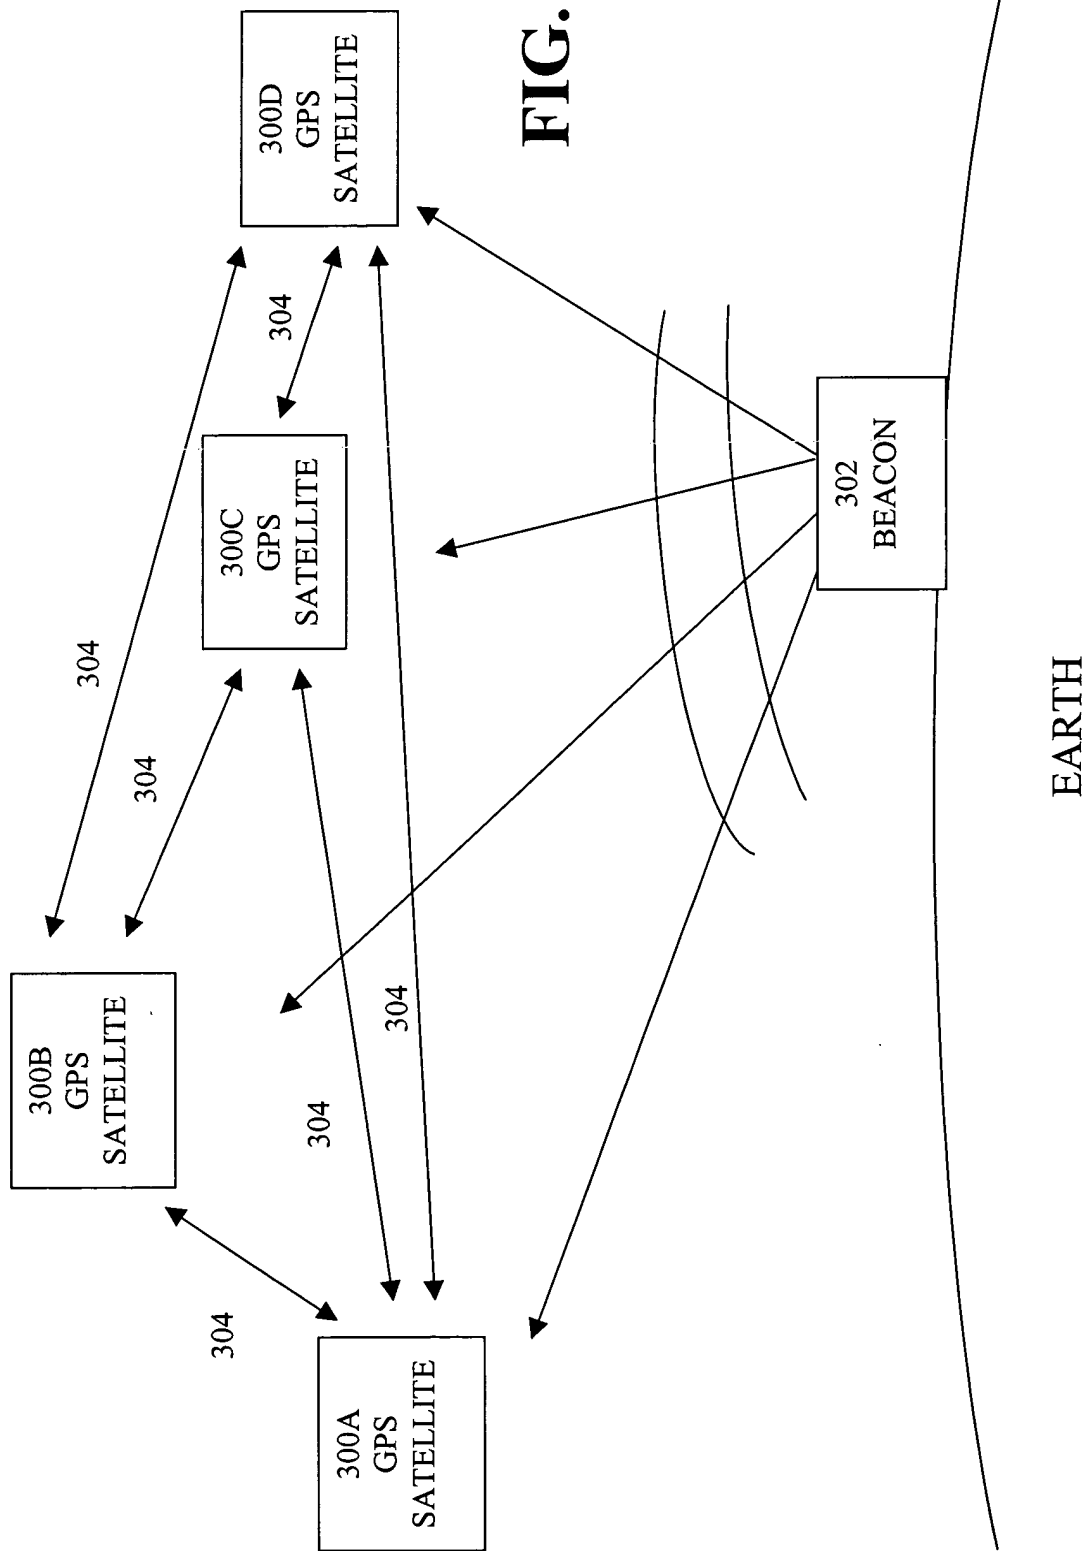 300B
GPS
SATELLITE
304
304
304
300C
GPS
SATELLITE
300D
GPS
SATELLITE
304
304
300A
GPS
SATELLITE
304
FIG.
302
BEACON
EARTH